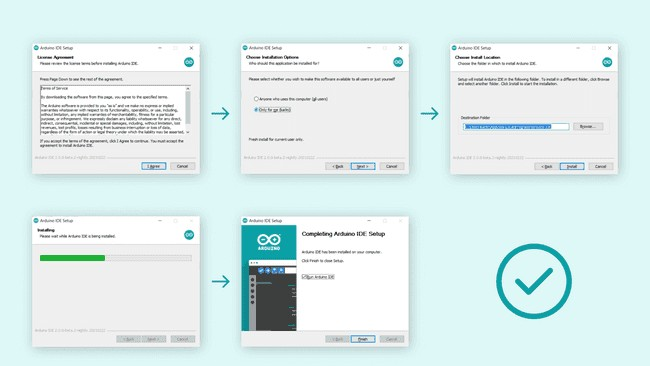 Arduino IDE Setup
License Agreement
Please review the license terms before installing Arduino IDE.
Press Page Down to see the rest of the agreement.
Terms of Service
By downloading the software from this page, you agree to the specified terms.
The Arduino software is provided to you "as is" and we make no express or implied
warranties whatsoever with respect to its functionality, operability, or use, including,
without limitation, any implied warranties of merchantability, fitness for a particular
purpose, or infringement. We expressly disclaim any liability whatsoever for any direct,
indirect, consequential, incidental or special damages, including, without limitation, lost
revenues, lost profits, losses resulting from business interruption or loss of data,
regardless of the form of action or legal theory under which the liability may be asserted,
If you accept the terms of the agreement, click I Agree to continue. You must accept the
agreement to install Arduino IDE.
I Agree
Cancel
Arduino IDE Setup
Choose Installation Options
Who should this application be installed for?
Please select whether you wish to make this software available to all users or just yourself
Anyone who uses this computer (all users)
Only for me
Fresh install for current user only.
< Back
Next >
Cancel
Arduino IDE Setup
Choose Install Location
Choose the folder in which to install Arduino IDE.
Setup will install Arduino IDE in the following folder. To install in a different folder, click Browse
and select another folder. Click Install to start the installation.
Destination Folder
Browse...
< Back
Install
Cancel
Arduino IDE Setup
Installing
Please wait while Arduino IDE is being installed.
< Back
Next >
Cancel
Arduino IDE Setup
ARDUINO
Completing Arduino IDE Setup
Arduino IDE has been installed on your computer.
Click Finish to close Setup.
Run Arduino IDE
< Back
Finish
Cancel